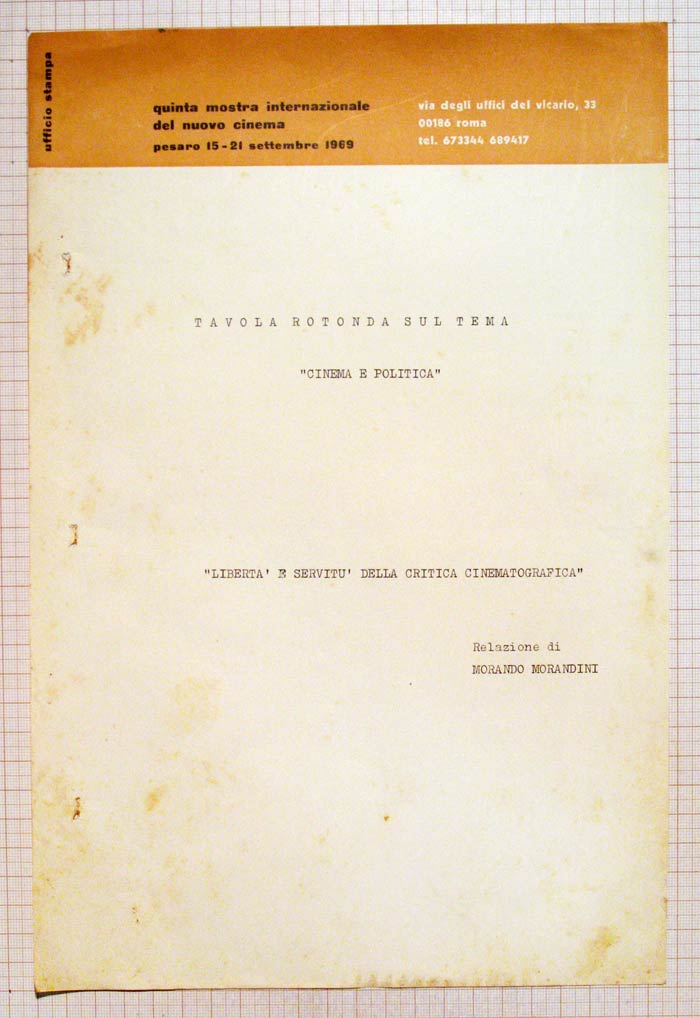 ufficio stampa
quinta mostra internazionale
del nuovo cinema
pesaro 15-21 settembre 1969
via degli uffici del vicario, 33
00186 roma
tel. 673344 689417
TAVOLA ROTONDA SUL TEMA
"CINEMA E POLITICA"
"LIBERTA' E SERVITU' DELLA CRITICA CINEMATOGRAFICA"
Relazione di
MORANDO MORANDINI